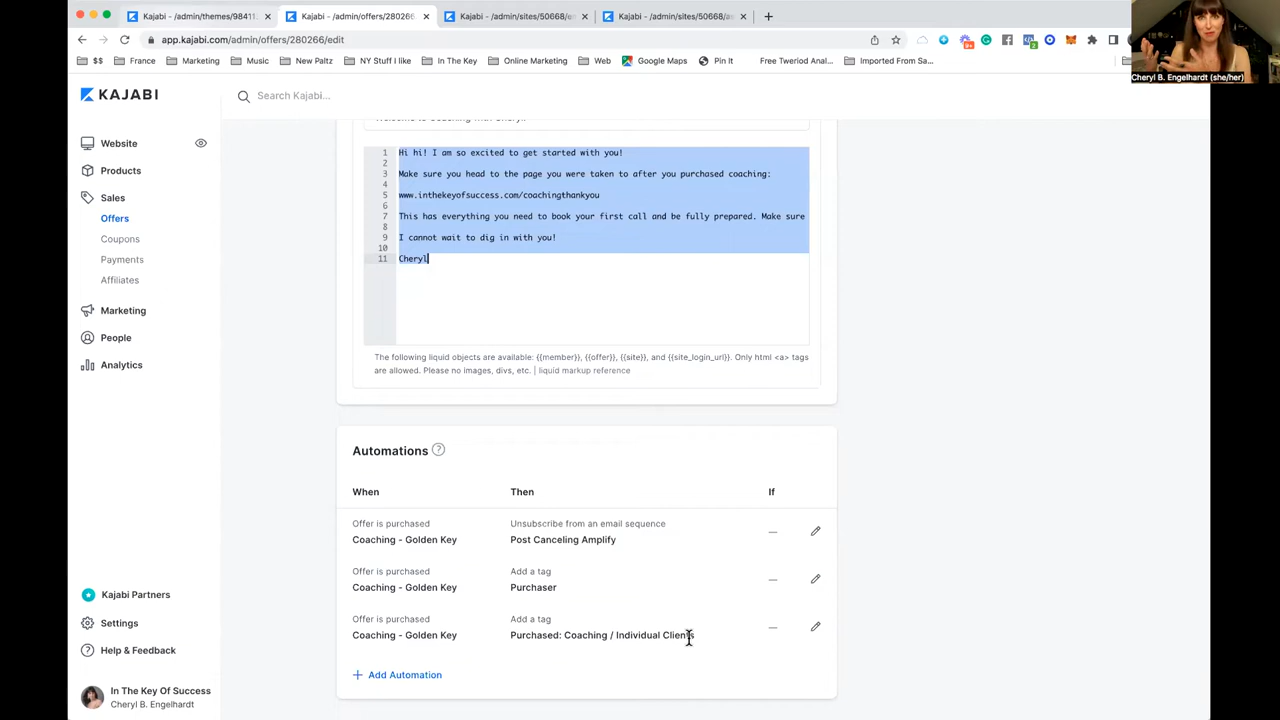 Kajabi - /admin/themes/98411
Kajabi - /admin/offers/280266
Kajabi - /admin/sites/50668/e
Kajabi - /admin/sites/50668/a
app.kajabi.com/admin/offers/280266/edit
$$
France
Marketing
Music
New Paltz
NY Stuff I like
In The Key
Online Marketing
Web
Google Maps
Pin It
Free Tweriod Anal...
Imported From Sa...
Cheryl B. Engelhardt (she/her)
KAJABI
Search Kajabi...
Website
Products
Sales
Offers
Coupons
Payments
Affiliates
Marketing
People
Analytics
Kajabi Partners
Settings
Help & Feedback
In The Key Of Success
Cheryl B. Engelhardt
1 Hi hi! I am so excited to get started with you!
2
3 Make sure you head to the page you were taken to after you purchased coaching:
4
5 www.inthekeyofsuccess.com/coachingthankyou
6
7 This has everything you need to book your first call and be fully prepared. Make sure
8
9 I cannot wait to dig in with you!
10
11 Cheryl
The following liquid objects are available: {{member}}, {{offer}}, {{site}}, and {{site_login_url}}. Only html <a> tags
are allowed. Please no images, divs, etc. | liquid markup reference
Automations ?
When Then If
Offer is purchased Unsubscribe from an email sequence
Coaching - Golden Key Post Canceling Amplify —
Offer is purchased Add a tag
Coaching - Golden Key Purchaser —
Offer is purchased Add a tag
Coaching - Golden Key Purchased: Coaching / Individual Clients —
+ Add Automation